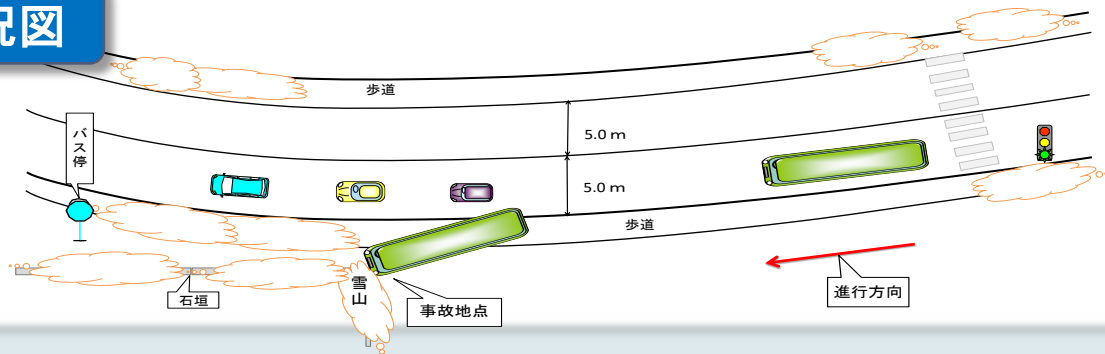 況図
歩道
バス停
5.0 m
5.0 m
歩道
進行方向
石垣
雪山
事故地点